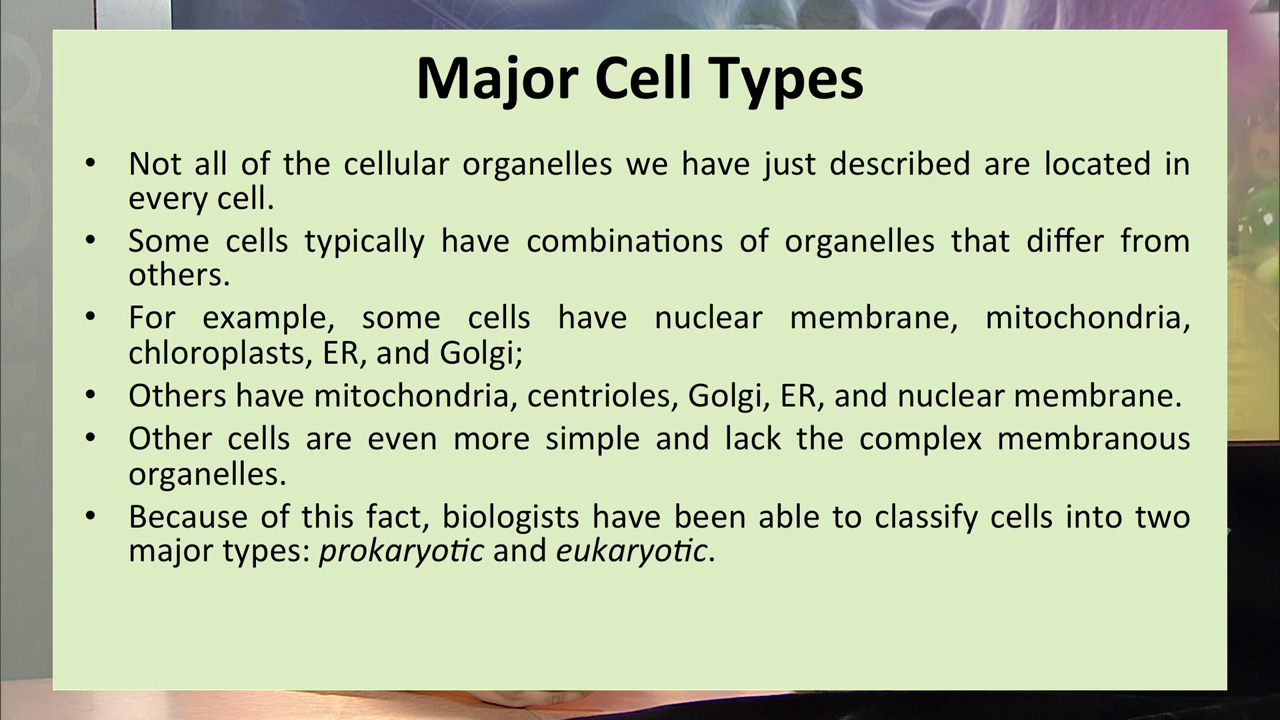 Major Cell Types
• Not all of the cellular organelles we have just described are located in
every cell.
• Some cells typically have combinations of organelles that differ from
others.
• For example, some cells have nuclear membrane, mitochondria,
chloroplasts, ER, and Golgi;
• Others have mitochondria, centrioles, Golgi, ER, and nuclear membrane.
• Other cells are even more simple and lack the complex membranous
organelles.
• Because of this fact, biologists have been able to classify cells into two
major types: prokaryotic and eukaryotic.